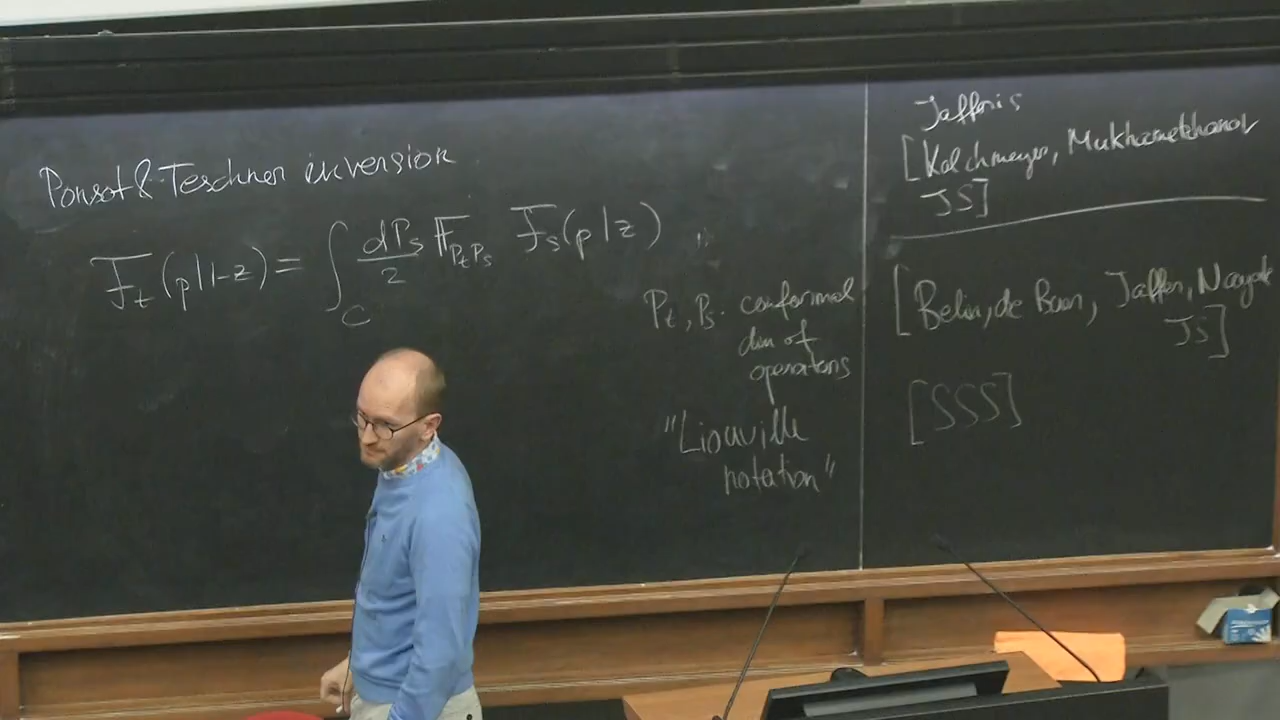 Ponsot & Teschner inversion
F_t(p|1-z) = ∫_C dP_s/2 𝔽_{P_t P_s} F_s(p|z)
P_t, P_s. conformal
dim of
operators
"Liouville
notation"
Jafferis
[Kolchmeyer, Mukhametzhanov
JS]
[Belin, de Boer, Jaffer, Nayak
JS]
[SSS]